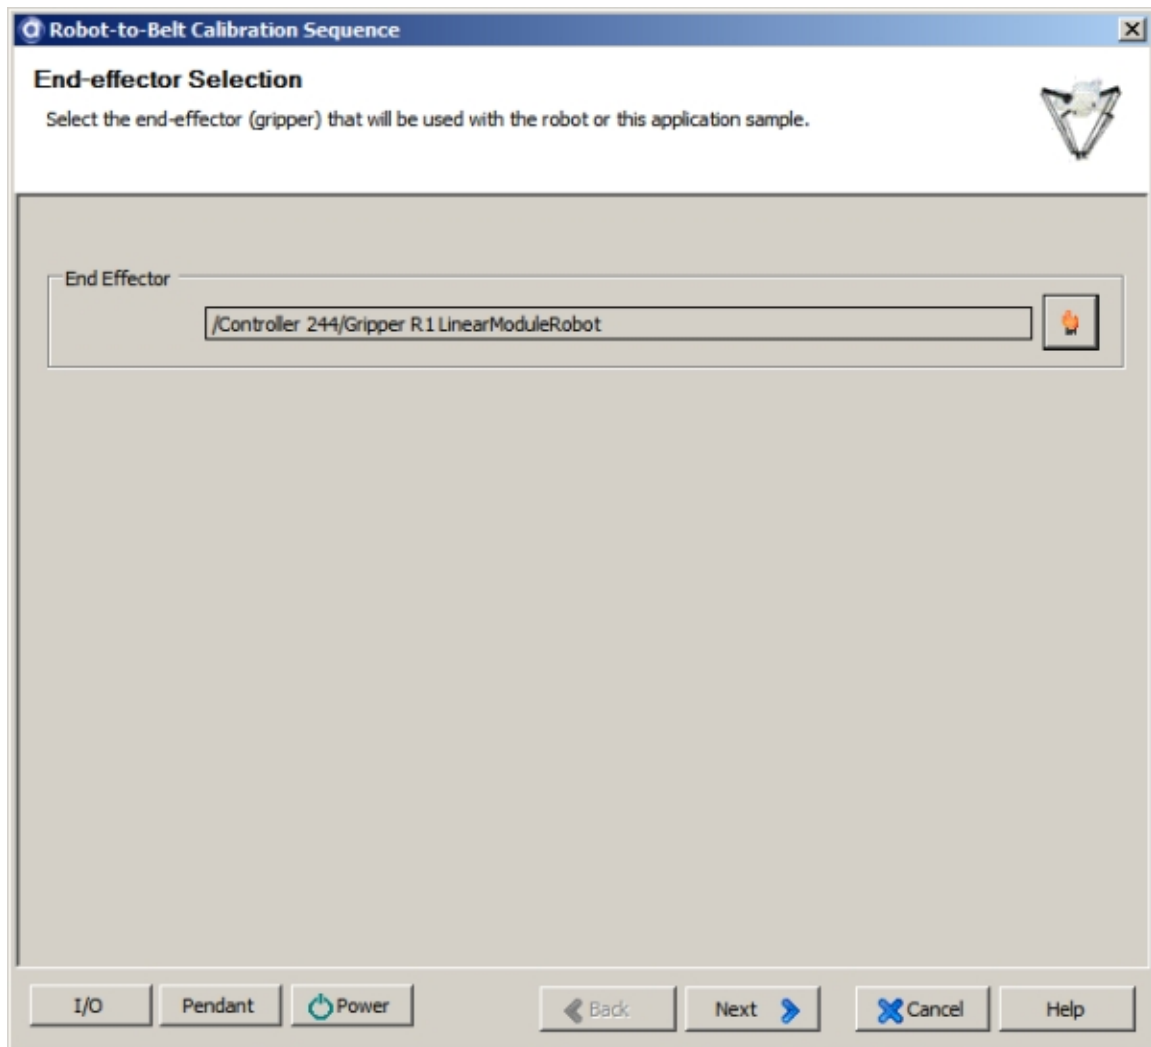 Robot-to-Belt Calibration Sequence
End-effector Selection
Select the end-effector (gripper) that will be used with the robot or this application sample.
End Effector
/Controller 244/Gripper R1 LinearModuleRobot
I/O Pendant Power Back Next Cancel Help